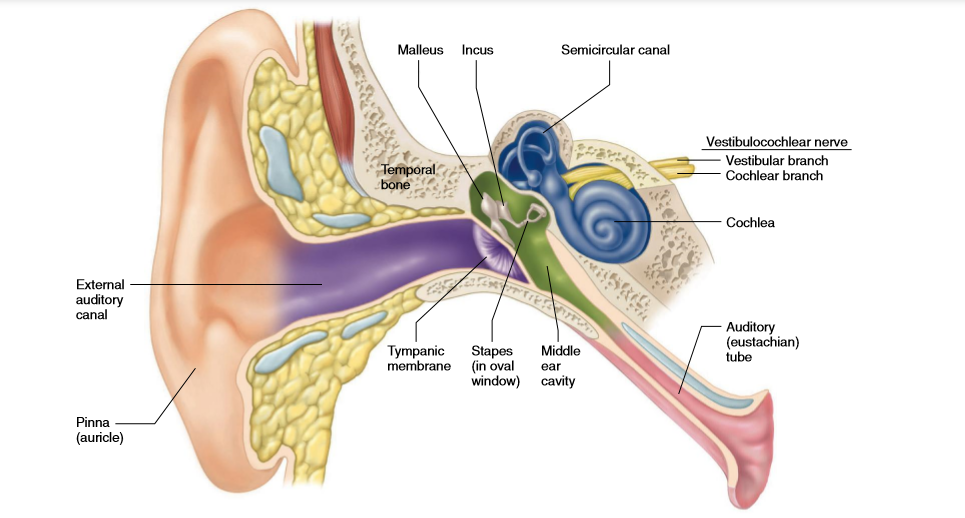 Malleus
Incus
Semicircular canal
Vestibulocochlear nerve
Vestibular branch
Cochlear branch
Temporal
bone
Cochlea
External
auditory
canal
Auditory
(eustachian)
tube
Tympanic
membrane
Stapes
(in oval
window)
Middle
ear
cavity
Pinna
(auricle)